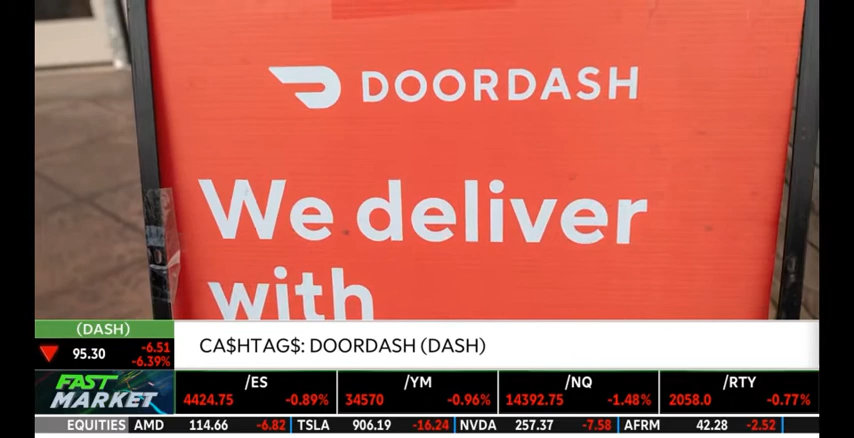 DOORDASH
We deliver
with
(DASH)
95.30
-6.51
-6.39%
CA$HTAG$: DOORDASH (DASH)
FAST
MARKET
/ES
4424.75 -0.89%
/YM
34570 -0.96%
/NQ
14392.75 -1.48%
/RTY
2058.0 -0.77%
EQUITIES AMD 114.66 -6.82 TSLA 906.19 -16.24 NVDA 257.37 -7.58 AFRM 42.28 -2.52